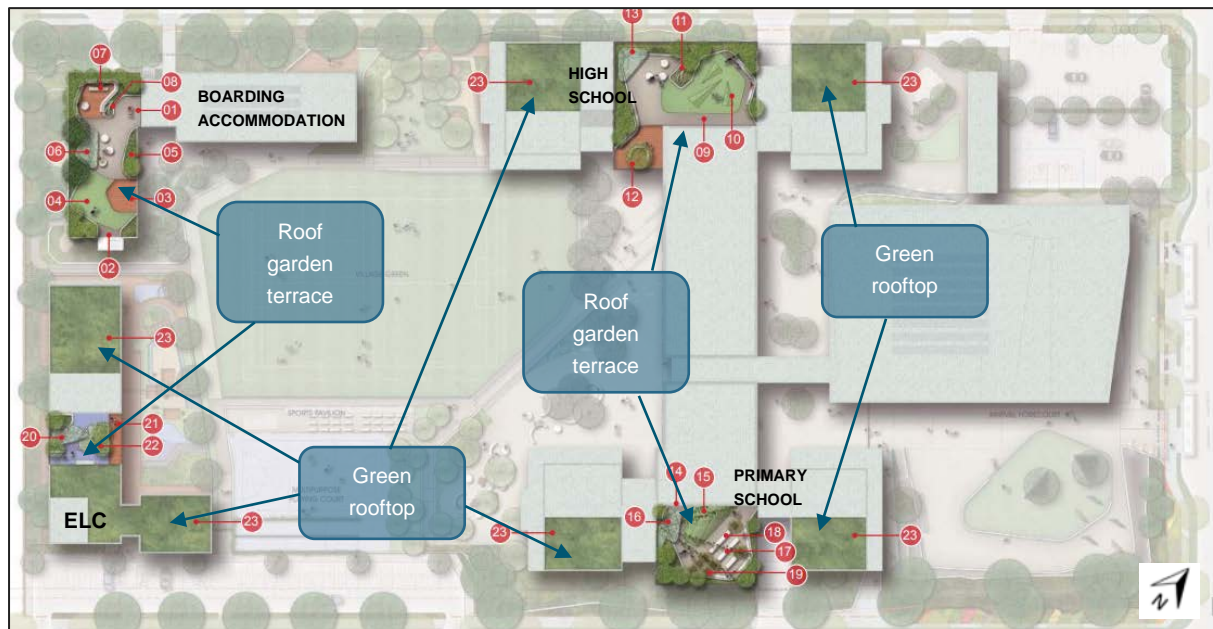 13
11
07
08
23
HIGH
SCHOOL
23
01
BOARDING
ACCOMMODATION
10
09
06
05
12
04
03
02
Roof
garden
terrace
Green
rooftop
Roof
garden
terrace
23
SPORTS PAVILION
21
20
22
Green
rooftop
PRIMARY
SCHOOL
14
15
16
ELC
23
23
18
17
23
19
N